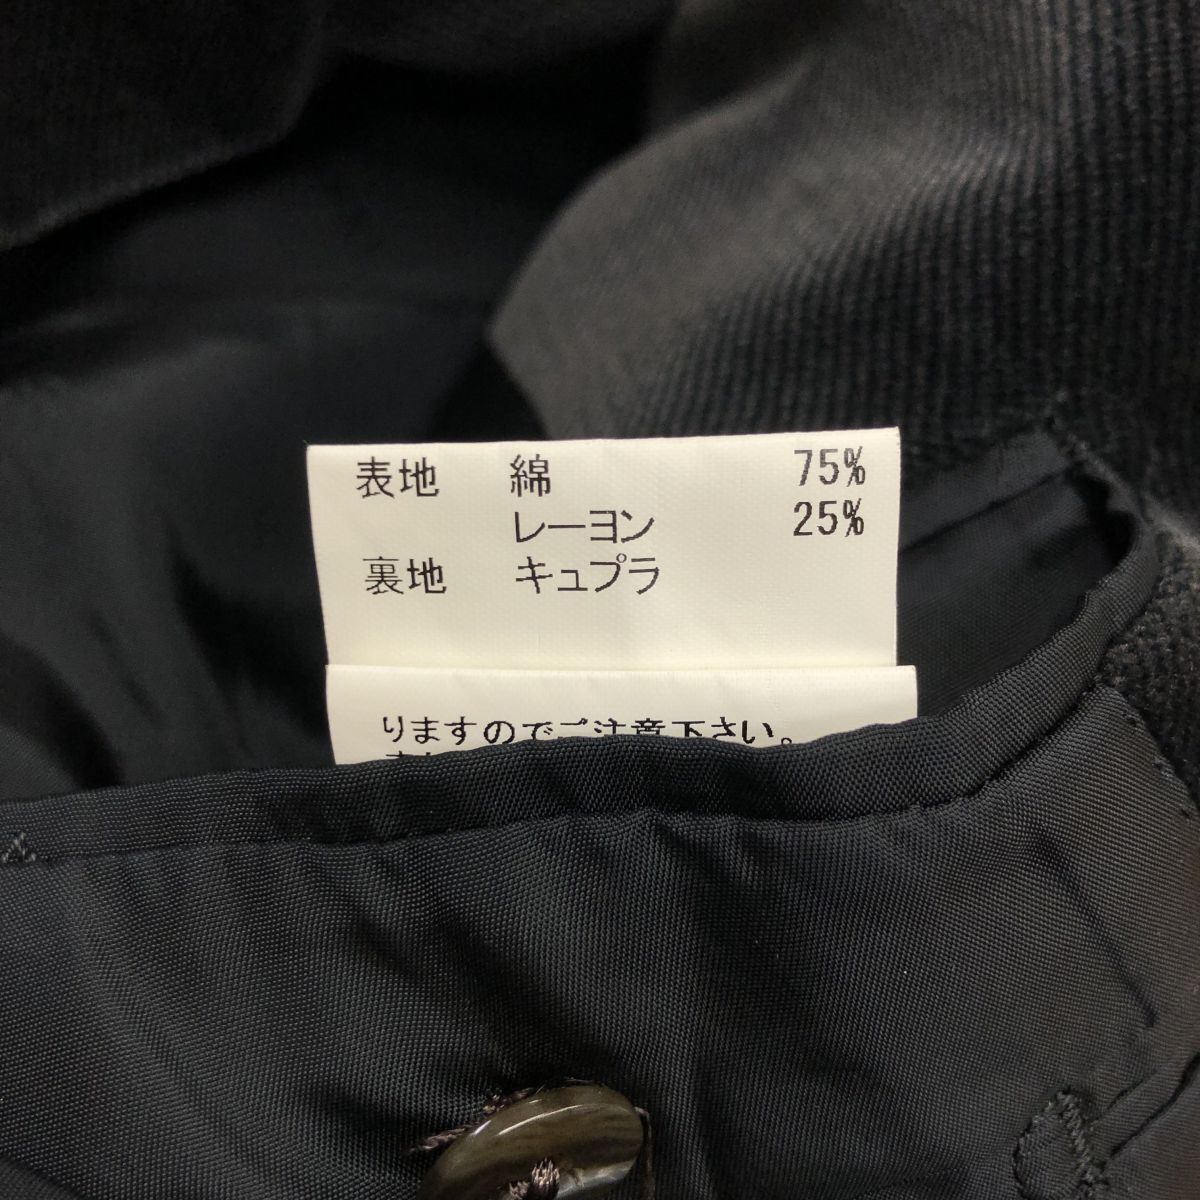 表地 綿 75%
レーヨン 25%
裏地 キュプラ
りますのでご注意下さい。